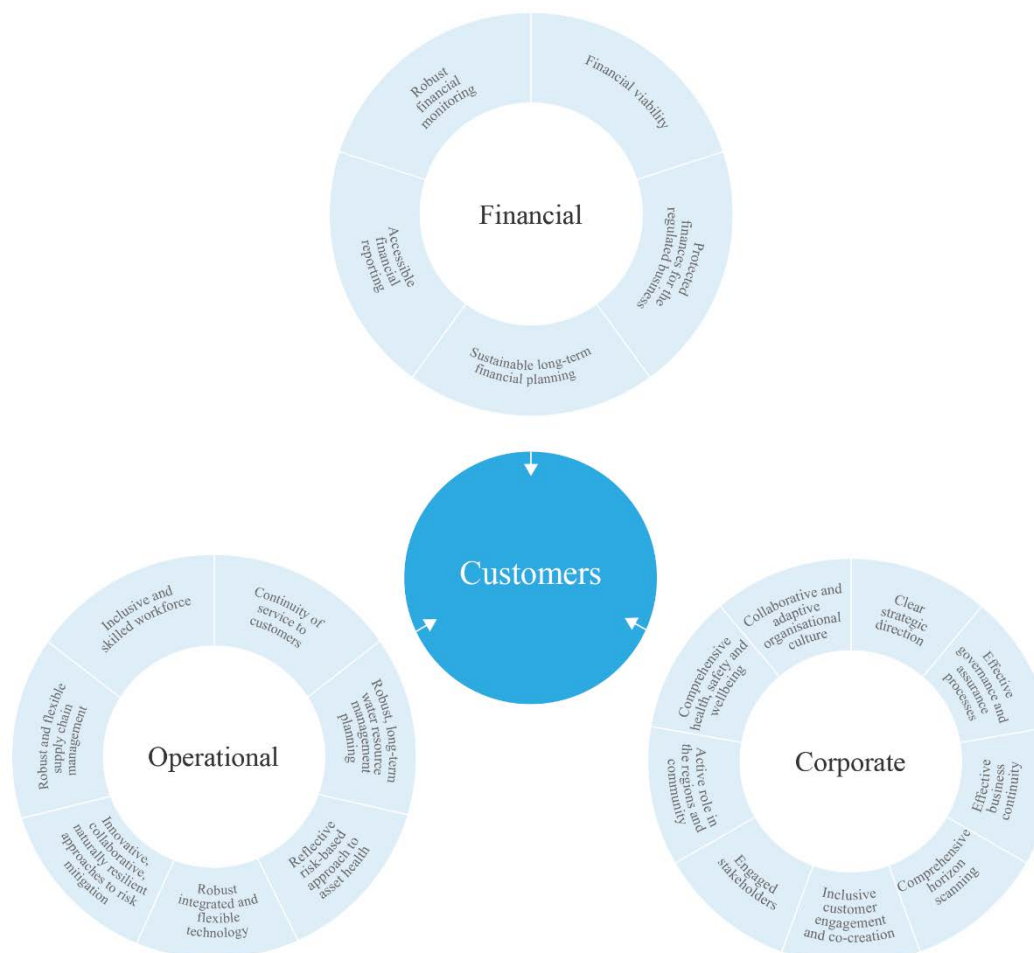 Robust
financial
monitoring
Financial viability
Protected
finances for the
regulated business
Sustainable long-term
financial planning
Accessible
financial
reporting
Financial
Customers
Inclusive and
skilled workforce
Continuity of
service to
customers
Robust, long-term
water resource
management
planning
Reflective
risk-based
approach to
asset health
Robust
integrated and
flexible
technology
Innovative,
collaborative,
naturally resilient
approaches to risk
mitigation
Robust and flexible
supply chain
management
Operational
Collaborative and
adaptive
organisational
culture
Clear
strategic
direction
Effective
governance and
assurance
processes
Effective
business
continuity
Comprehensive
horizon
scanning
Inclusive
customer
engagement
and co-creation
Engaged
stakeholders
Active role in
the regions and
community
Comprehensive
health, safety and
wellbeing
Corporate